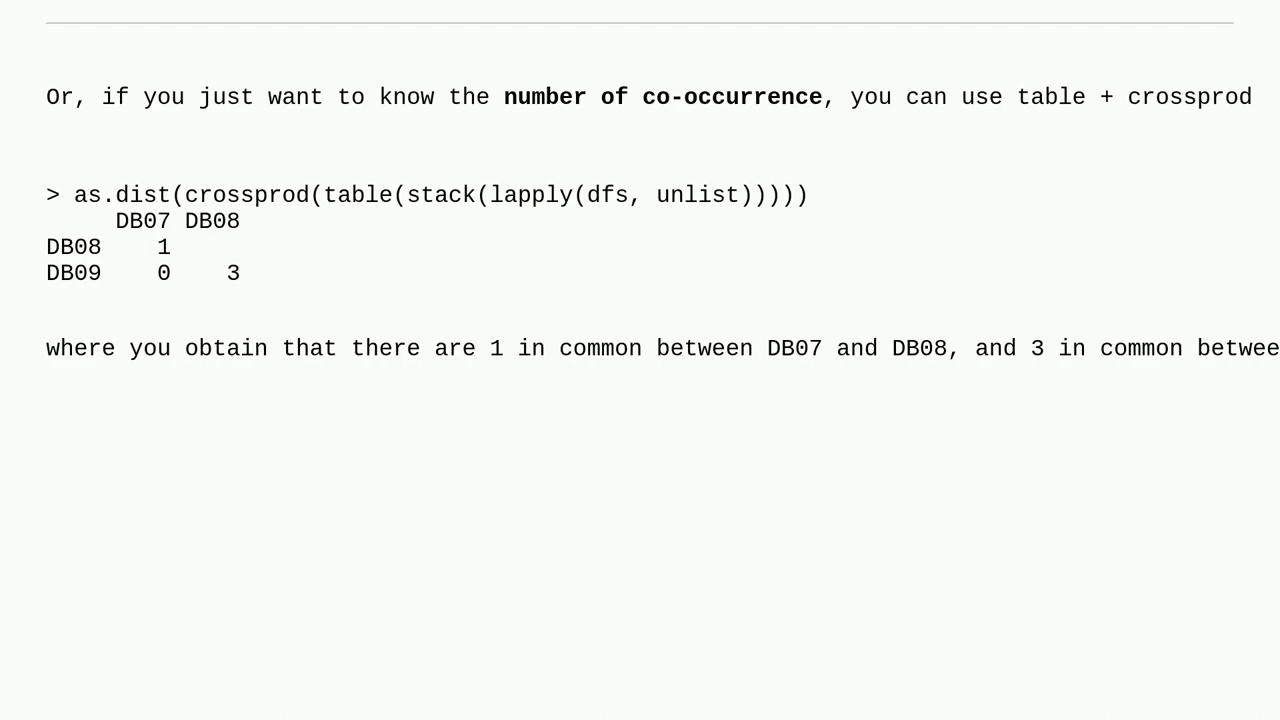 Or, if you just want to know the number of co-occurrence, you can use table + crossprod
> as.dist(crossprod(table(stack(lapply(dfs, unlist)))))
     DB07 DB08
DB08    1
DB09    0    3
where you obtain that there are 1 in common between DB07 and DB08, and 3 in common betwee